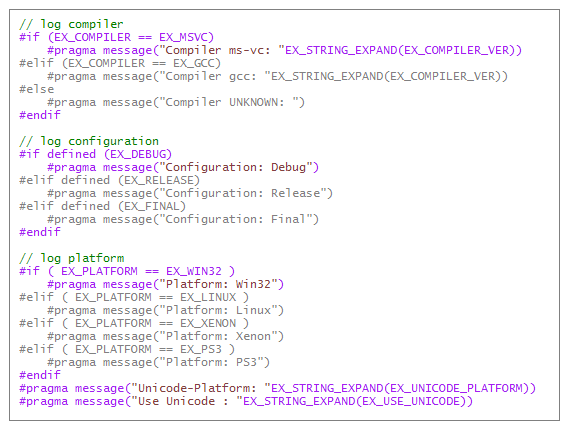 // log compiler
#if (EX_COMPILER == EX_MSVC)
    #pragma message("Compiler ms-vc: "EX_STRING_EXPAND(EX_COMPILER_VER))
#elif (EX_COMPILER == EX_GCC)
    #pragma message("Compiler gcc: "EX_STRING_EXPAND(EX_COMPILER_VER))
#else
    #pragma message("Compiler UNKNOWN: ")
#endif

// log configuration
#if defined (EX_DEBUG)
    #pragma message("Configuration: Debug")
#elif defined (EX_RELEASE)
    #pragma message("Configuration: Release")
#elif defined (EX_FINAL)
    #pragma message("Configuration: Final")
#endif

// log platform
#if ( EX_PLATFORM == EX_WIN32 )
    #pragma message("Platform: Win32")
#elif ( EX_PLATFORM == EX_LINUX )
    #pragma message("Platform: Linux")
#elif ( EX_PLATFORM == EX_XENON )
    #pragma message("Platform: Xenon")
#elif ( EX_PLATFORM == EX_PS3 )
    #pragma message("Platform: PS3")
#endif
#pragma message("Unicode-Platform: "EX_STRING_EXPAND(EX_UNICODE_PLATFORM))
#pragma message("Use Unicode : "EX_STRING_EXPAND(EX_USE_UNICODE))